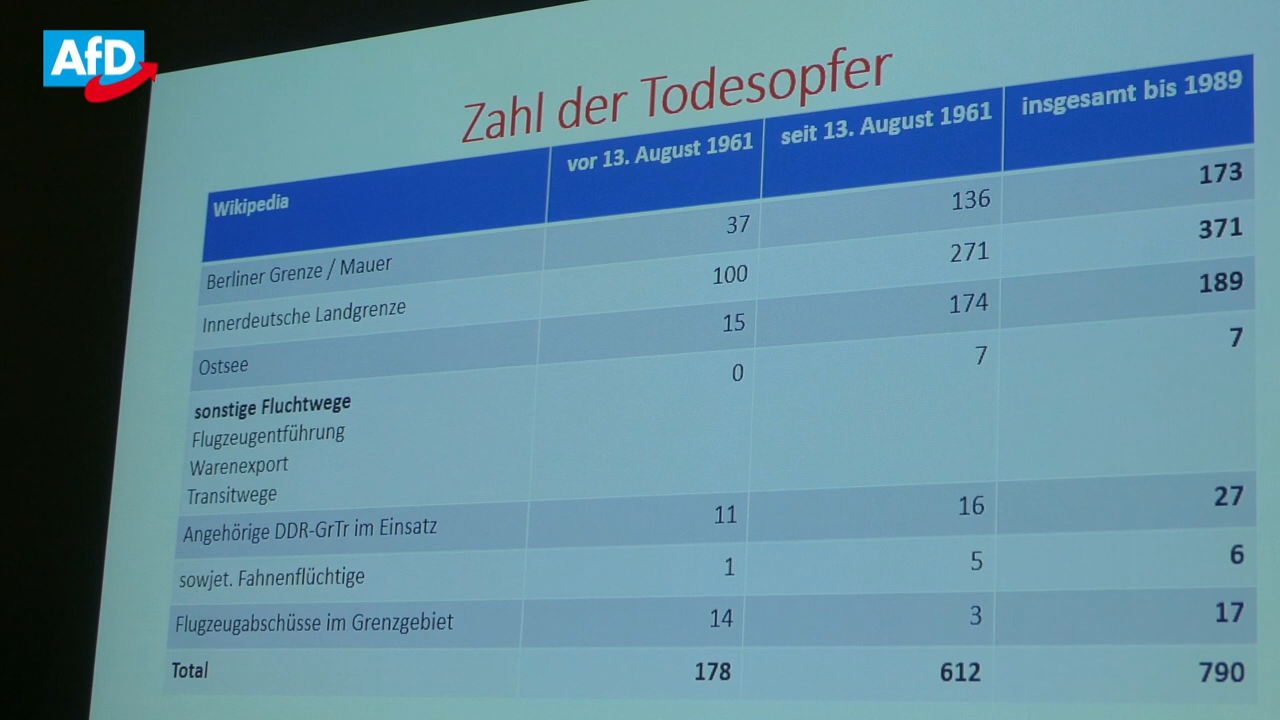 AfD
Zahl der Todesopfer
Wikipedia vor 13. August 1961 seit 13. August 1961 insgesamt bis 1989
Berliner Grenze / Mauer 37 136 173
Innerdeutsche Landgrenze 100 271 371
Ostsee 15 174 189
sonstige Fluchtwege 0 7 7
Flugzeugentführung
Warenexport
Transitwege
Angehörige DDR-GrTr im Einsatz 11 16 27
sowjet. Fahnenflüchtige 1 5 6
Flugzeugabschüsse im Grenzgebiet 14 3 17
Total 178 612 790